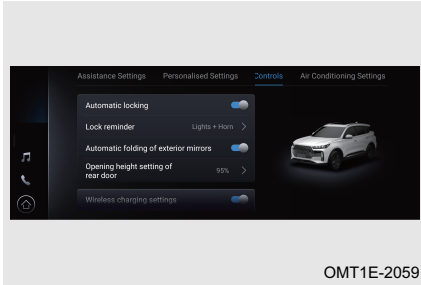 Assistance Settings Personalised Settings Controls Air Conditioning Settings
Automatic locking
Lock reminder Lights + Horn >
Automatic folding of exterior mirrors
Opening height setting of
rear door 95% >
Wireless charging settings
OMT1E-2059